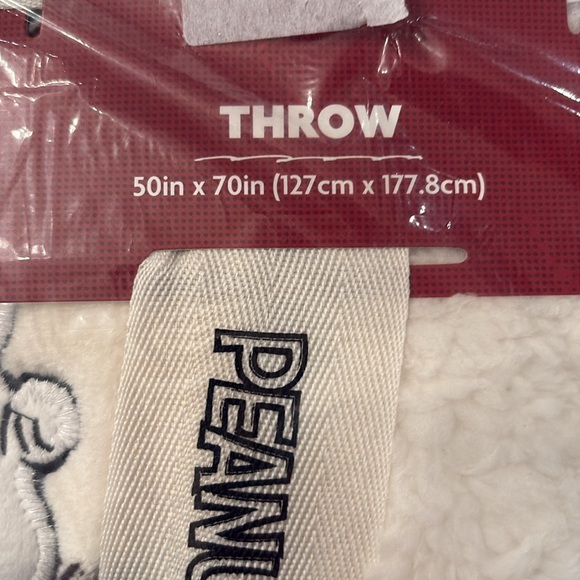 THROW
50in x 70in (127cm x 177.8cm)
PEANU